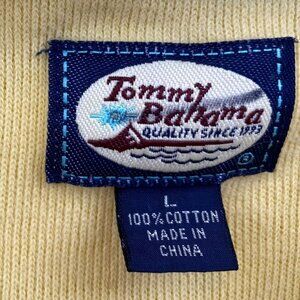 Tommy
Bahama
QUALITY SINCE 1993
®
L
100% COTTON
MADE IN
CHINA